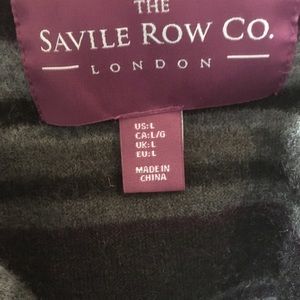 THE
SAVILE ROW CO.
LONDON
US:L
CA:L/G
UK:L
EU:L
MADE IN
CHINA